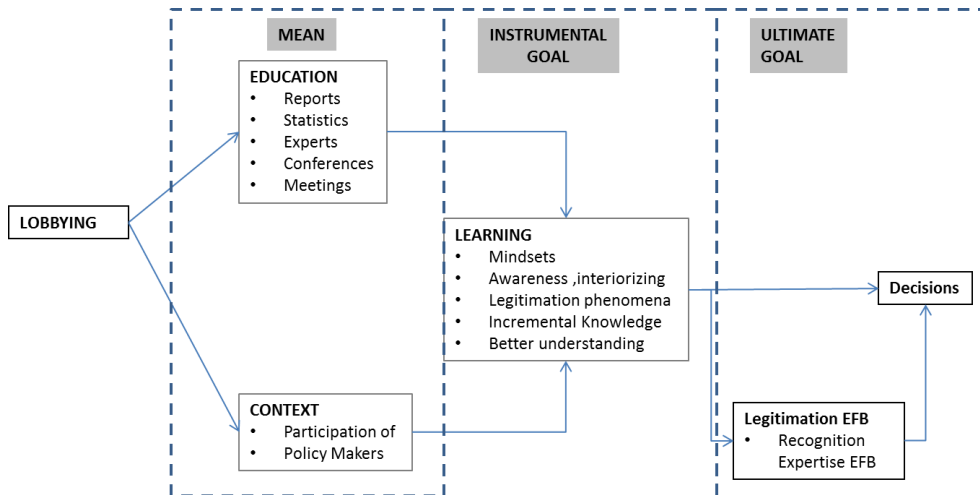 MEAN
INSTRUMENTAL
GOAL
ULTIMATE
GOAL
EDUCATION
• Reports
• Statistics
• Experts
• Conferences
• Meetings
LOBBYING
LEARNING
• Mindsets
• Awareness ,interiorizing
• Legitimation phenomena
• Incremental Knowledge
• Better understanding
Decisions
CONTEXT
• Participation of
• Policy Makers
Legitimation EFB
• Recognition
Expertise EFB